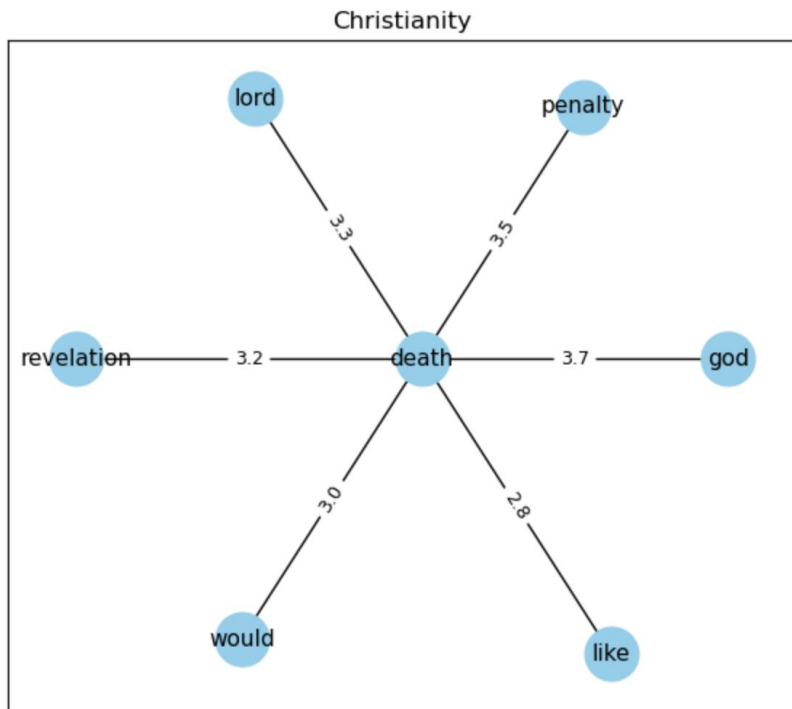 Christianity
lord
penalty
3.3
3.5
revelation
3.2
death
3.7
god
3.0
2.8
would
like